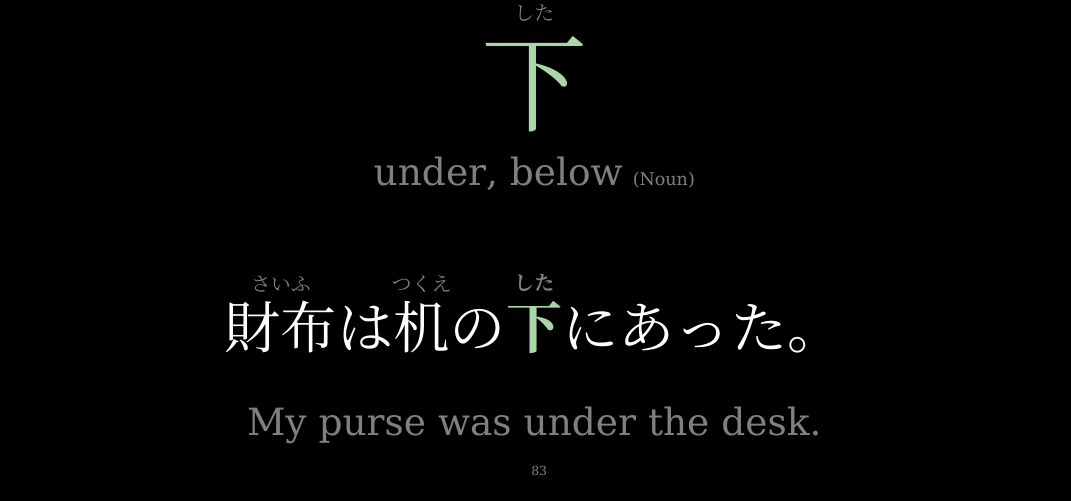 した
下
under, below (Noun)
さいふ つくえ した
財布は机の下にあった。
My purse was under the desk.
83